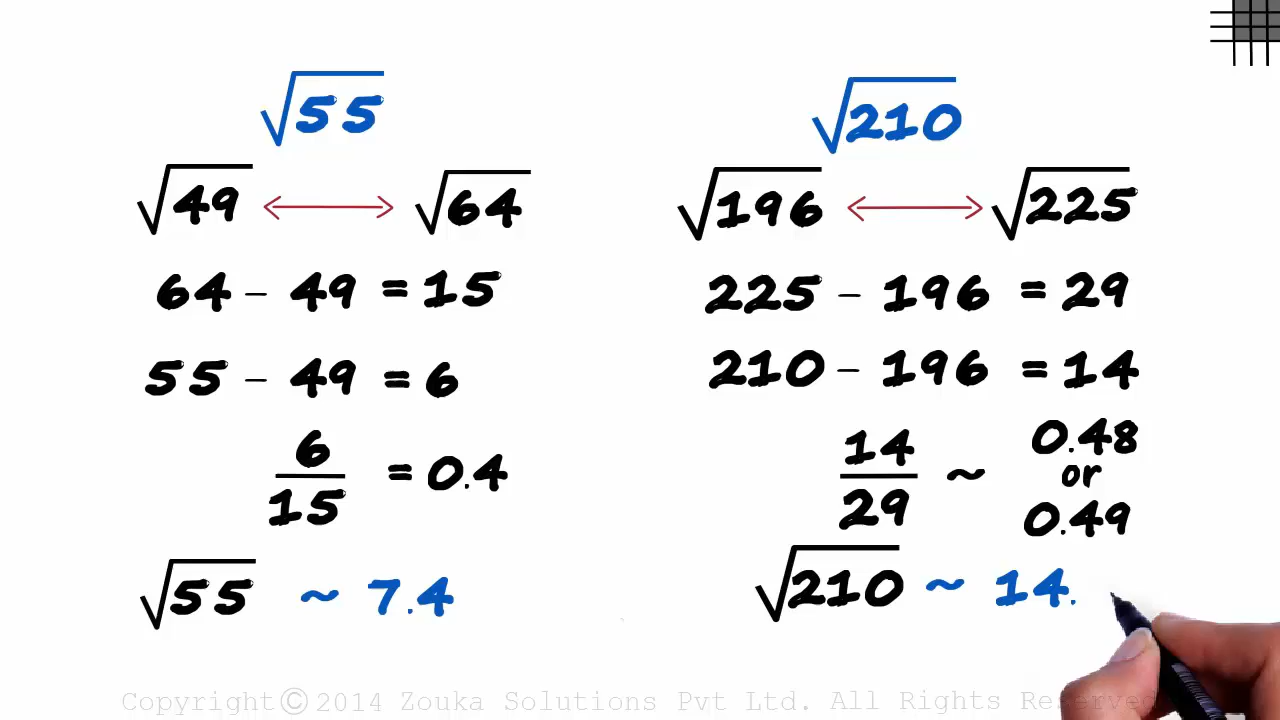 √55
√49 ⟷ √64
64 – 49 = 15
55 – 49 = 6
6/15 = 0.4
√55 ~ 7.4
√210
√196 ⟷ √225
225 – 196 = 29
210 – 196 = 14
14/29 ~ 0.48 or 0.49
√210 ~ 14.
Copyright© 2014 Zouka Solutions Pvt Ltd. All Rights Reserved